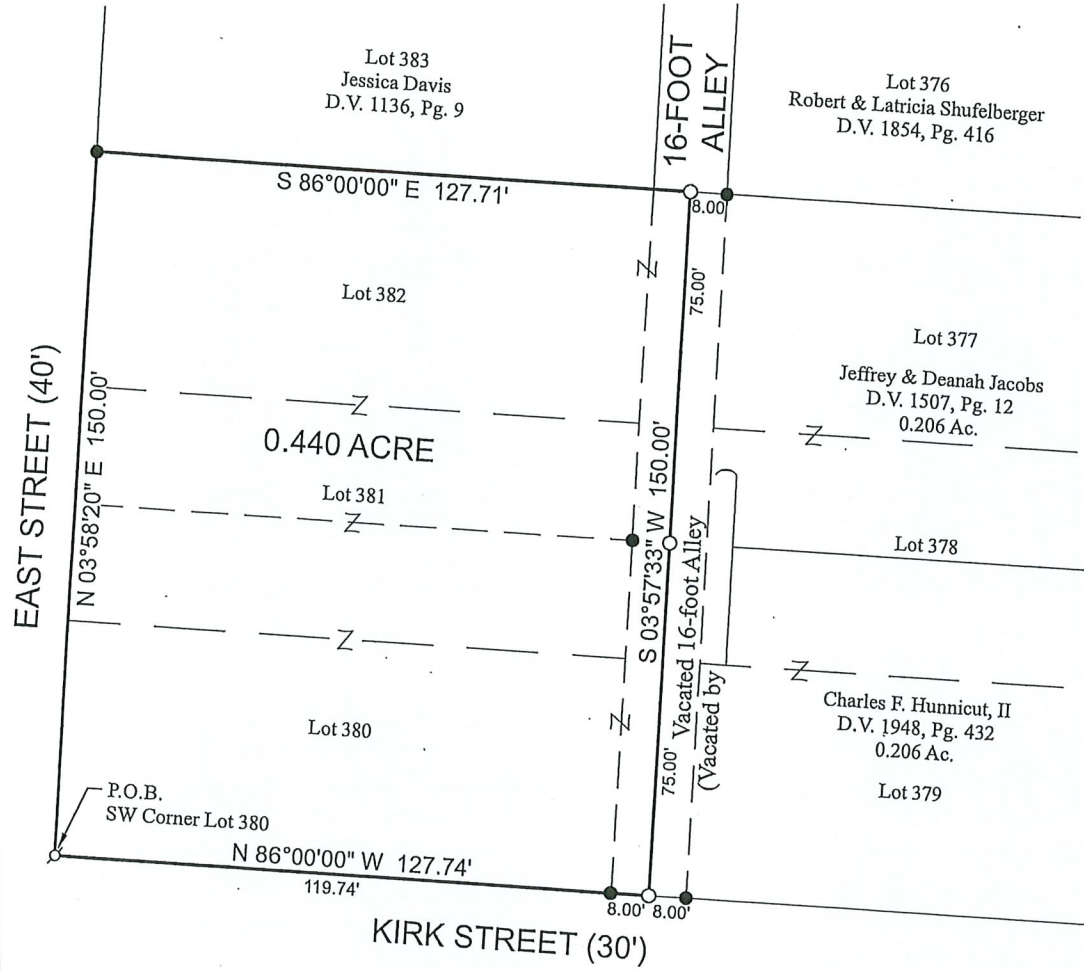 Lot 383
Jessica Davis
D.V. 1136, Pg. 9
16-FOOT
ALLEY
Lot 376
Robert & Latricia Shufelberger
D.V. 1854, Pg. 416
S 86°00'00" E 127.71'
8.00
75.00'
Lot 382
Lot 377
Jeffrey & Deanah Jacobs
D.V. 1507, Pg. 12
0.206 Ac.
EAST STREET (40')
N 03°58'20" E 150.00'
0.440 ACRE
Lot 381
S 03°57'33" W 150.00'
Vacated 16-foot Alley
(Vacated by
Lot 378
75.00'
Lot 380
Charles F. Hunnicut, II
D.V. 1948, Pg. 432
0.206 Ac.
Lot 379
P.O.B.
SW Corner Lot 380
N 86°00'00" W 127.74'
119.74'
8.00' 8.00'
KIRK STREET (30')
Z
Z
Z
Z
Z
Z
Z